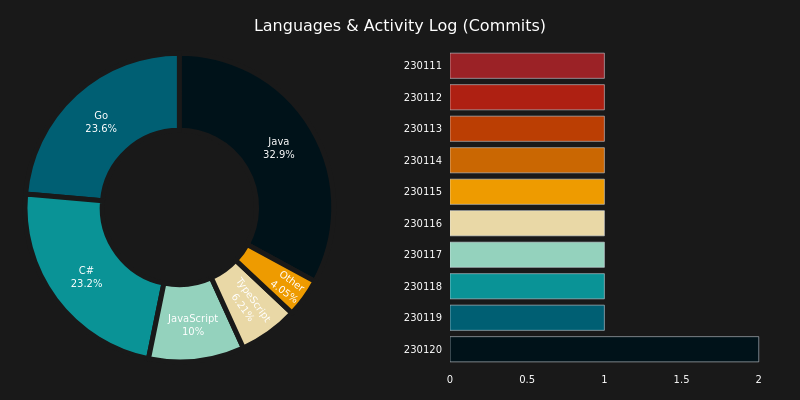 Languages & Activity Log (Commits)
Java
32.9%
Go
23.6%
C#
23.2%
JavaScript
10%
TypeScript
6.21%
Other
4.05%
230111
230112
230113
230114
230115
230116
230117
230118
230119
230120
0 0.5 1 1.5 2